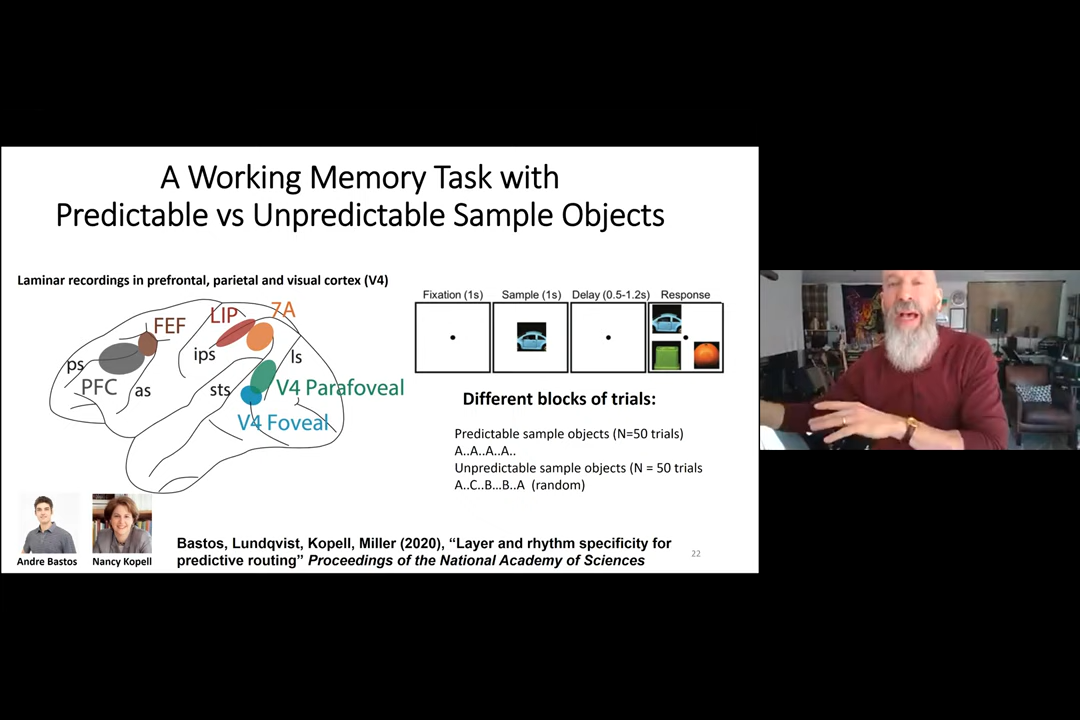 A Working Memory Task with
Predictable vs Unpredictable Sample Objects
Laminar recordings in prefrontal, parietal and visual cortex (V4)
7A
LIP
FEF
ips
ls
ps
PFC
as
sts
V4 Parafoveal
V4 Foveal
Fixation (1s)
Sample (1s)
Delay (0.5-1.2s)
Response
Different blocks of trials:
Predictable sample objects (N=50 trials)
A..A..A..A..
Unpredictable sample objects (N = 50 trials
A..C..B...B..A (random)
Andre Bastos
Nancy Kopell
Bastos, Lundqvist, Kopell, Miller (2020), “Layer and rhythm specificity for
predictive routing” Proceedings of the National Academy of Sciences
22